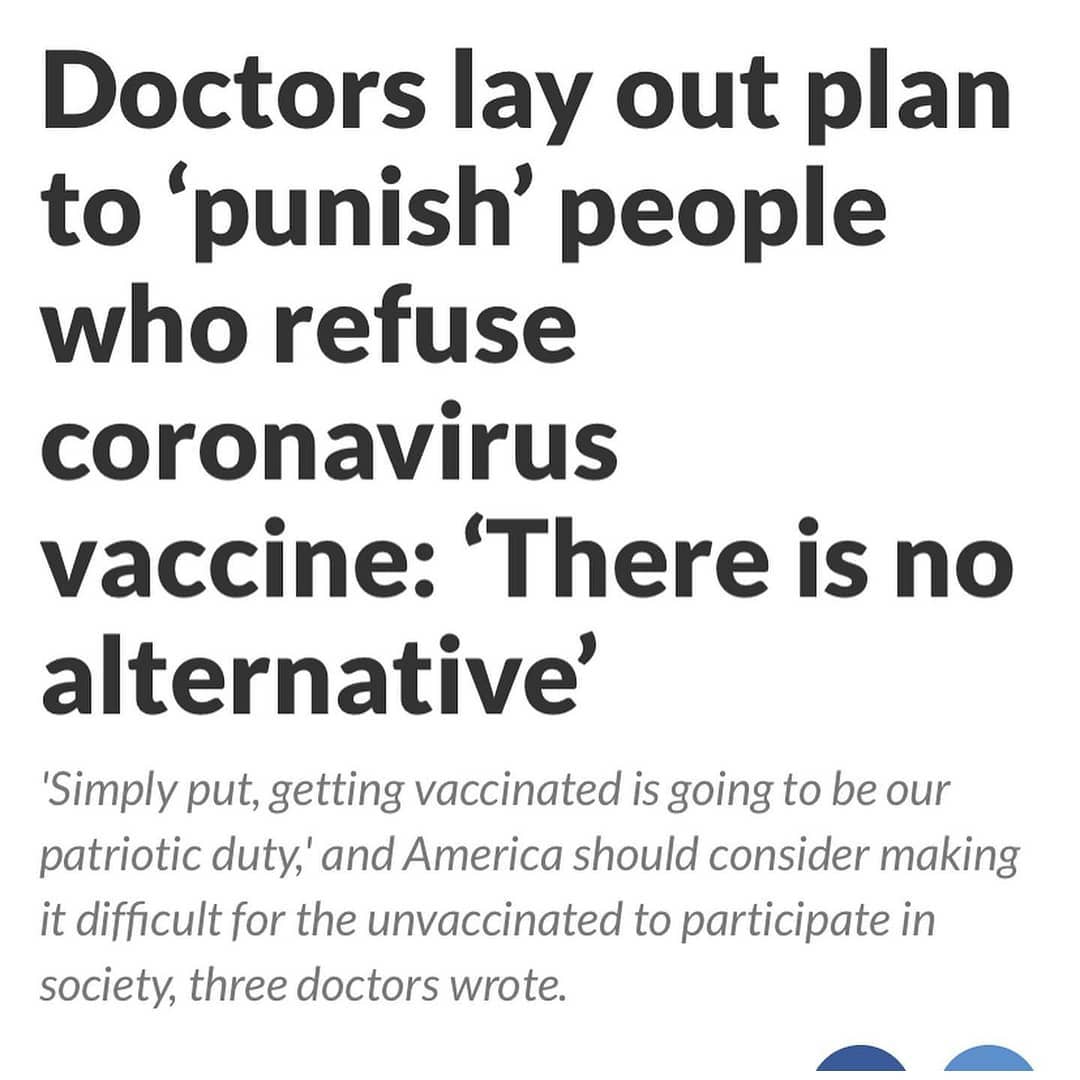 Doctors lay out plan
to ‘punish’ people
who refuse
coronavirus
vaccine: ‘There is no
alternative’
'Simply put, getting vaccinated is going to be our
patriotic duty,' and America should consider making
it difficult for the unvaccinated to participate in
society, three doctors wrote.